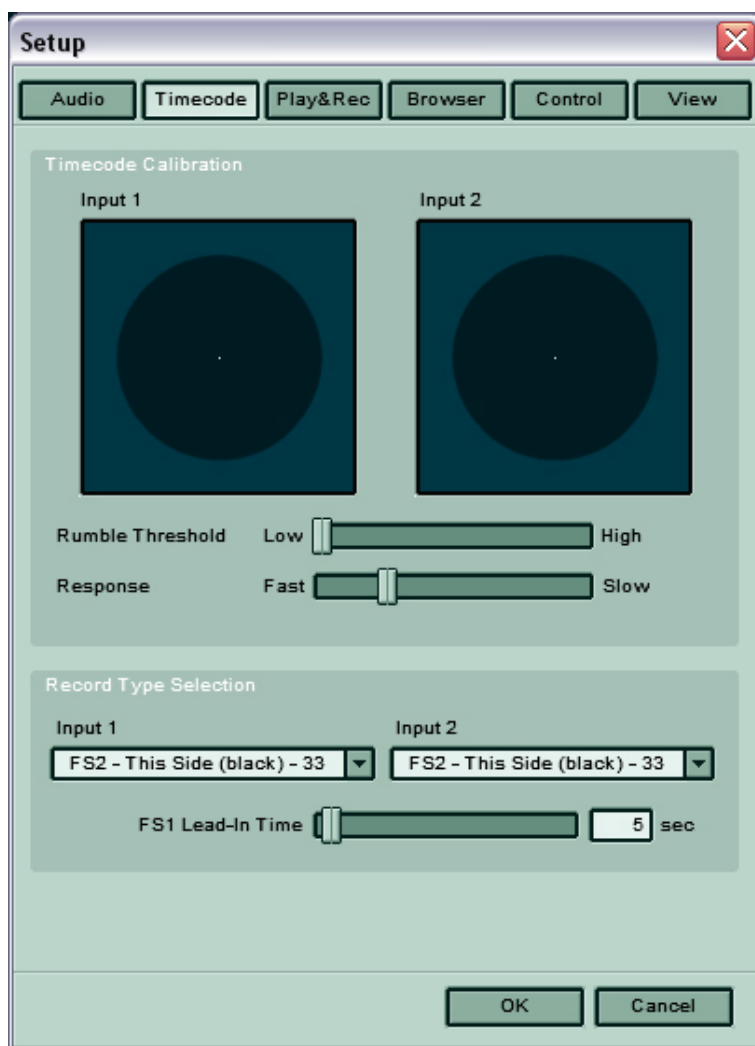 Setup
Audio Timecode Play&Rec Browser Control View
Timecode Calibration
Input 1 Input 2
Rumble Threshold Low High
Response Fast Slow
Record Type Selection
Input 1 Input 2
FS2 - This Side (black) - 33 FS2 - This Side (black) - 33
FS1 Lead-In Time 5 sec
OK Cancel